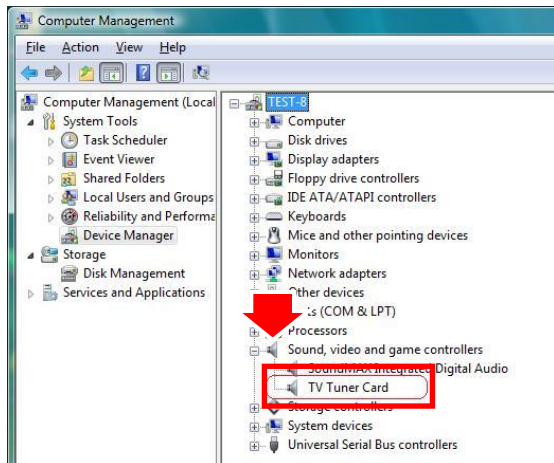 Computer Management
File Action View Help
Computer Management (Local
System Tools
Task Scheduler
Event Viewer
Shared Folders
Local Users and Groups
Reliability and Performa
Device Manager
Storage
Disk Management
Services and Applications
TEST-8
Computer
Disk drives
Display adapters
Floppy drive controllers
IDE ATA/ATAPI controllers
Keyboards
Mice and other pointing devices
Monitors
Network adapters
Other devices
(COM & LPT)
Processors
Sound, video and game controllers
SoundMAX Integrated Digital Audio
TV Tuner Card
Storage controllers
System devices
Universal Serial Bus controllers